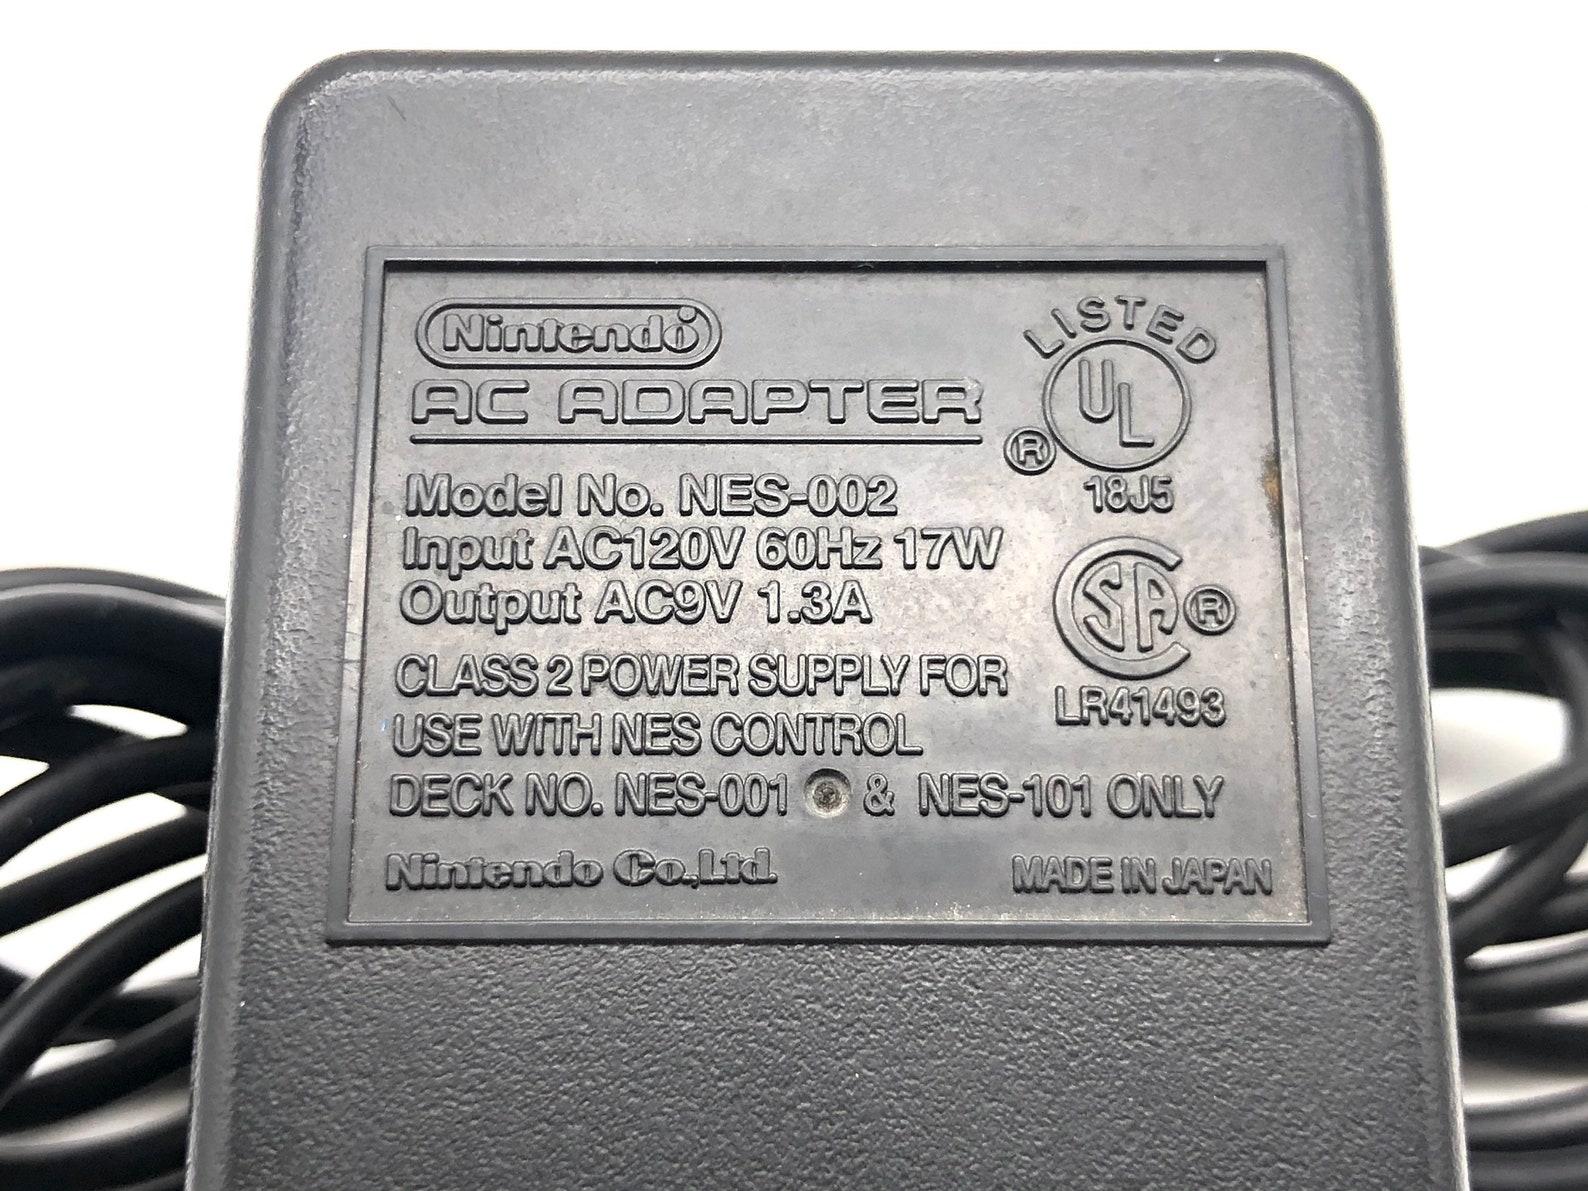 Nintendo®
AC ADAPTER
Model No. NES-002
Input AC120V 60Hz 17W
Output AC9V 1.3A
CLASS 2 POWER SUPPLY FOR
USE WITH NES CONTROL
DECK NO. NES-001 & NES-101 ONLY
Nintendo Co.,Ltd.
MADE IN JAPAN
LISTED
UL
®
18J5
CSA ®
LR41493